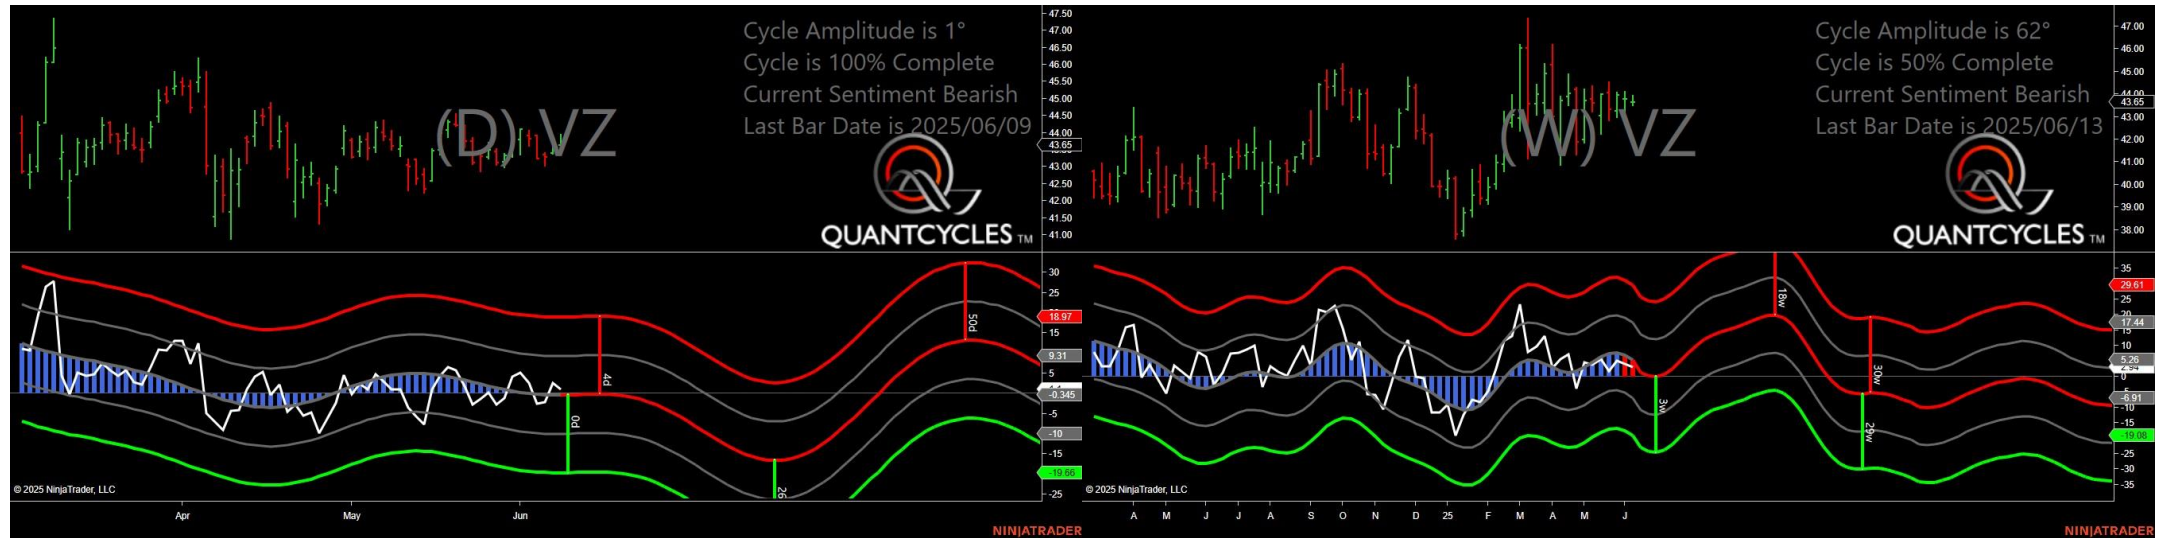 Cycle Amplitude is 1°
Cycle is 100% Complete
Current Sentiment Bearish
Last Bar Date is 2025/06/09
(D) VZ
QUANTCYCLES TM
47.50
47.00
46.50
46.00
45.50
45.00
44.50
44.00
43.65
43.00
42.50
42.00
41.50
41.00
30
25
18.97
15
9.31
5
-0.345
-5
-10
-15
-19.66
-25
4d
0d
50d
26
© 2025 NinjaTrader, LLC
Apr May Jun
NINJATRADER
Cycle Amplitude is 62°
Cycle is 50% Complete
Current Sentiment Bearish
Last Bar Date is 2025/06/13
(W) VZ
QUANTCYCLES TM
47.00
46.00
45.00
44.00
43.65
43.00
42.00
41.00
40.00
39.00
38.00
35
29.61
25
20
17.44
15
10
5.26
2.94
0
-5
-6.91
-10
-15
-19.08
-25
-30
-35
18w
30w
3w
29w
© 2025 NinjaTrader, LLC
A M J J A S O N D 25 F M A M J
NINJATRADER